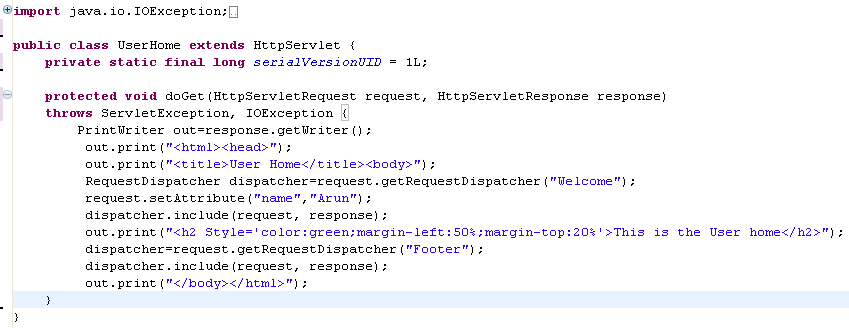 import java.io.IOException;
public class UserHome extends HttpServlet {
    private static final long serialVersionUID = 1L;
    protected void doGet(HttpServletRequest request, HttpServletResponse response)
    throws ServletException, IOException {
        PrintWriter out=response.getWriter();
         out.print("<html><head>");
         out.print("<title>User Home</title><body>");
         RequestDispatcher dispatcher=request.getRequestDispatcher("Welcome");
         request.setAttribute("name","Arun");
         dispatcher.include(request, response);
         out.print("<h2 Style='color:green;margin-left:50%;margin-top:20%'>This is the User home</h2>");
         dispatcher=request.getRequestDispatcher("Footer");
         dispatcher.include(request, response);
         out.print("</body></html>");
    }
}